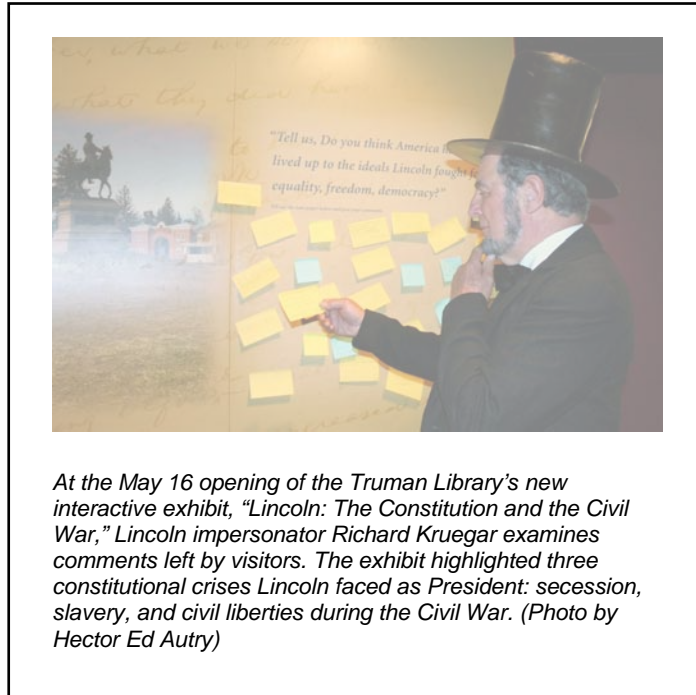 "Tell us, Do you think America
lived up to the ideals Lincoln fought
equality, freedom, democracy?"
At the May 16 opening of the Truman Library’s new
interactive exhibit, “Lincoln: The Constitution and the Civil
War,” Lincoln impersonator Richard Kruegar examines
comments left by visitors. The exhibit highlighted three
constitutional crises Lincoln faced as President: secession,
slavery, and civil liberties during the Civil War. (Photo by
Hector Ed Autry)